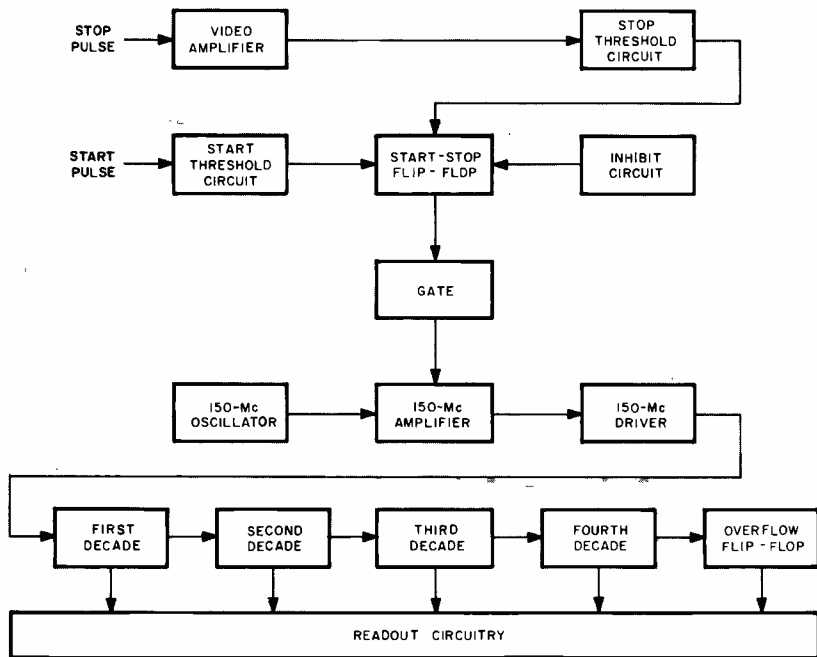 STOP
PULSE
VIDEO
AMPLIFIER
STOP
THRESHOLD
CIRCUIT
START
PULSE
START
THRESHOLD
CIRCUIT
START-STOP
FLIP-FLOP
INHIBIT
CIRCUIT
GATE
150-Mc
OSCILLATOR
150-Mc
AMPLIFIER
150-Mc
DRIVER
FIRST
DECADE
SECOND
DECADE
THIRD
DECADE
FOURTH
DECADE
OVERFLOW
FLIP-FLOP
READOUT CIRCUITRY